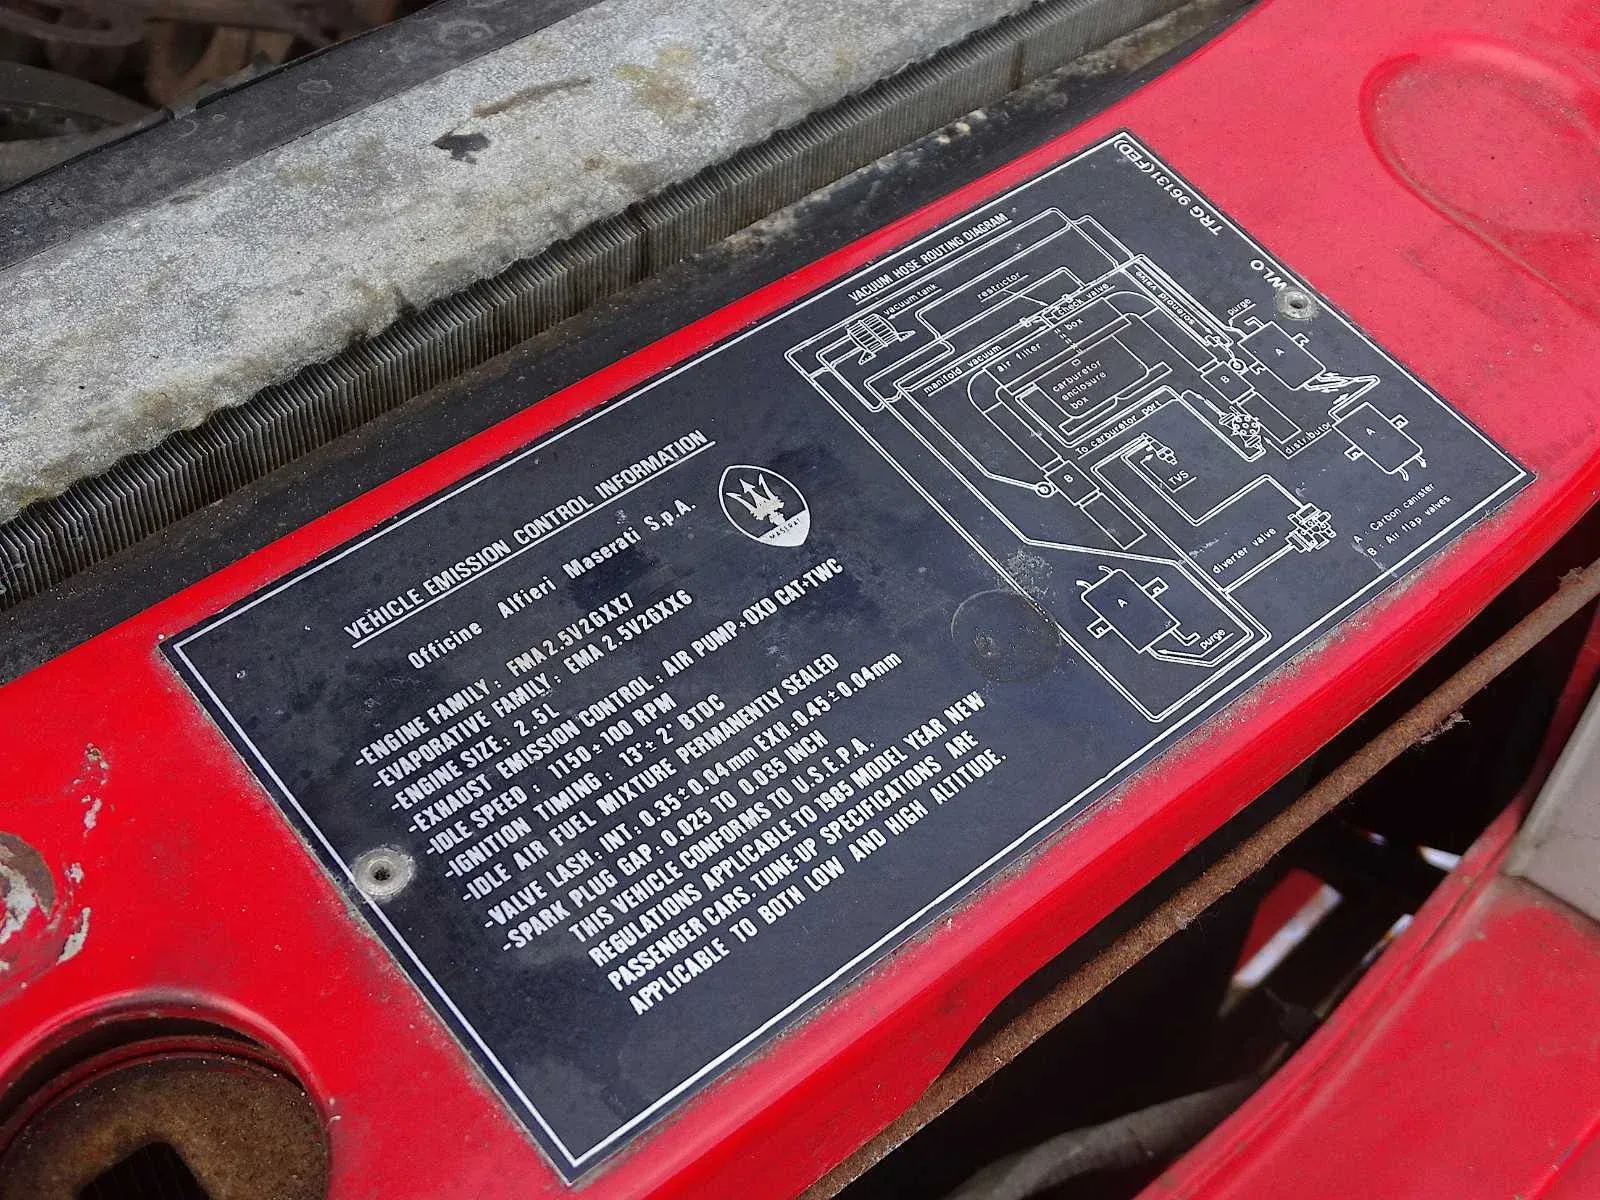 VEHICLE EMISSION CONTROL INFORMATION
Officine Alfieri Maserati S.p.A.
MASERATI
-ENGINE FAMILY: FMA2.5V2GXX7
-EVAPORATIVE FAMILY: EMA 2.5V2GXXG
-ENGINE SIZE: 2.5L
-EXHAUST EMISSION CONTROL: AIR PUMP+OXD CAT+TWC
-IDLE SPEED: 1150±100 RPM
-IGNITION TIMING: 13°±2° BTDC
-IDLE AIR FUEL MIXTURE PERMANENTLY SEALED
-VALVE LASH: INT: 0.35±0.04mm EXH: 0.45±0.04mm
-SPARK PLUG GAP: 0.025 TO 0.035 INCH
THIS VEHICLE CONFORMS TO U.S.E.P.A.
REGULATIONS APPLICABLE TO 1985 MODEL YEAR NEW
PASSENGER CARS. TUNE-UP SPECIFICATIONS ARE
APPLICABLE TO BOTH LOW AND HIGH ALTITUDE.
VACUUM HOSE ROUTING DIAGRAM
vacuum tank
restrictor
check valve
solenoid valve
purge
manifold vacuum
air filter
" box
" "
carburetor
enclosure
box
To carburetor port
TVS
B
A
distributor
A
B
diverter valve
A
purge
A : Carbon canister
B : Air flap valves
TRG 96131(FED)
WLO